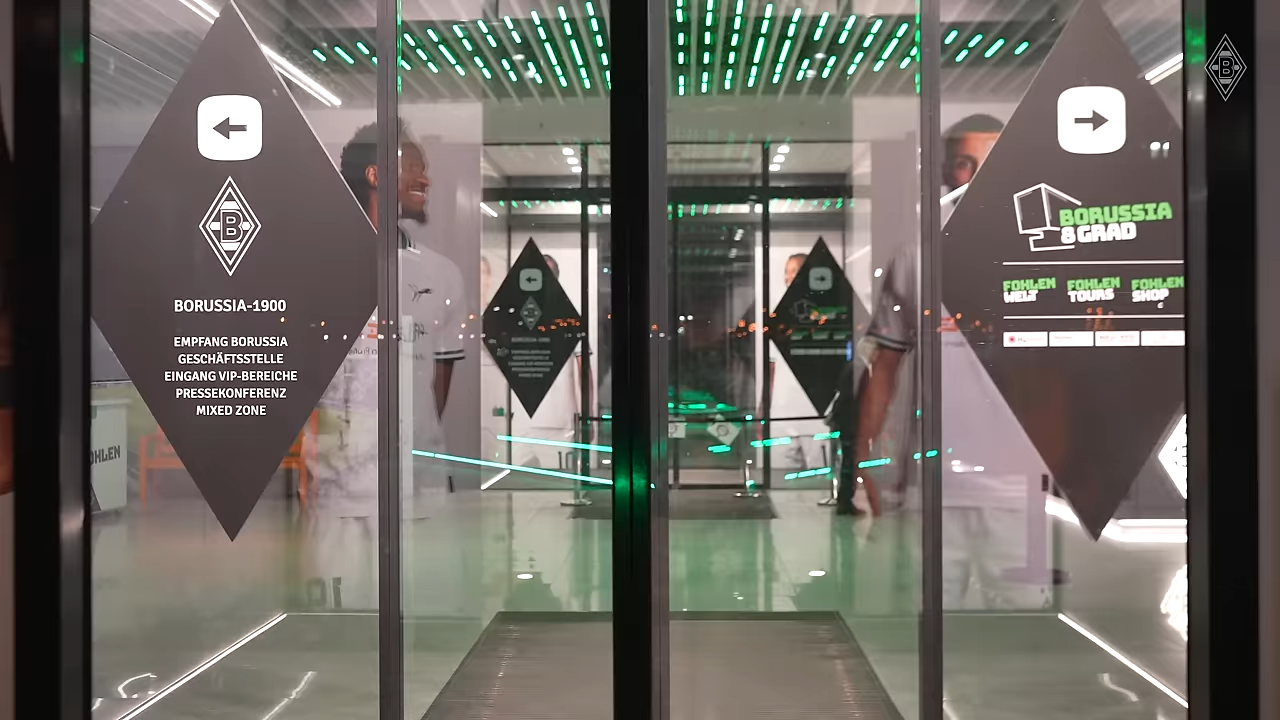 B
BORUSSIA-1900
EMPFANG BORUSSIA
GESCHÄFTSSTELLE
EINGANG VIP-BEREICHE
PRESSEKONFERENZ
MIXED ZONE
BORUSSIA
8 GRAD
FOHLEN FOHLEN FOHLEN
WELT TOURS SHOP
B